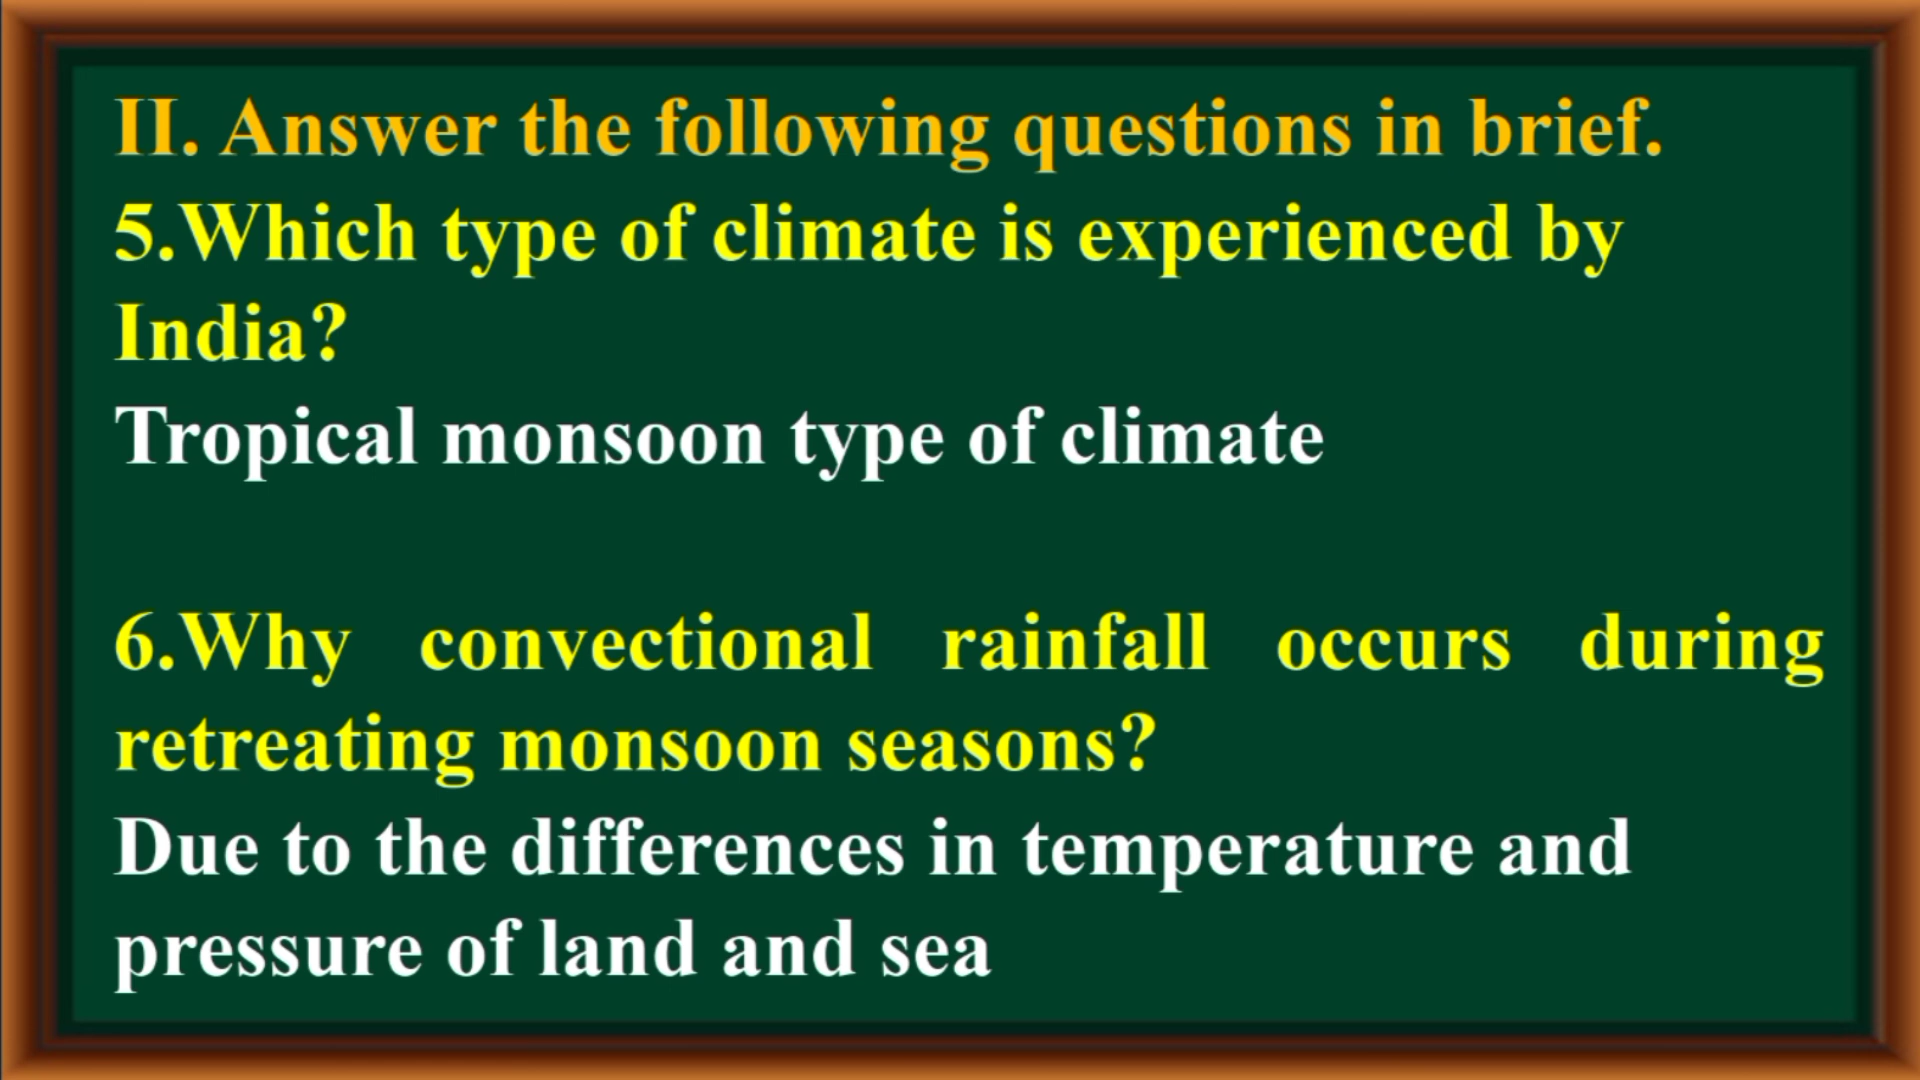 II. Answer the following questions in brief.
5.Which type of climate is experienced by
India?
Tropical monsoon type of climate
6.Why convectional rainfall occurs during
retreating monsoon seasons?
Due to the differences in temperature and
pressure of land and sea